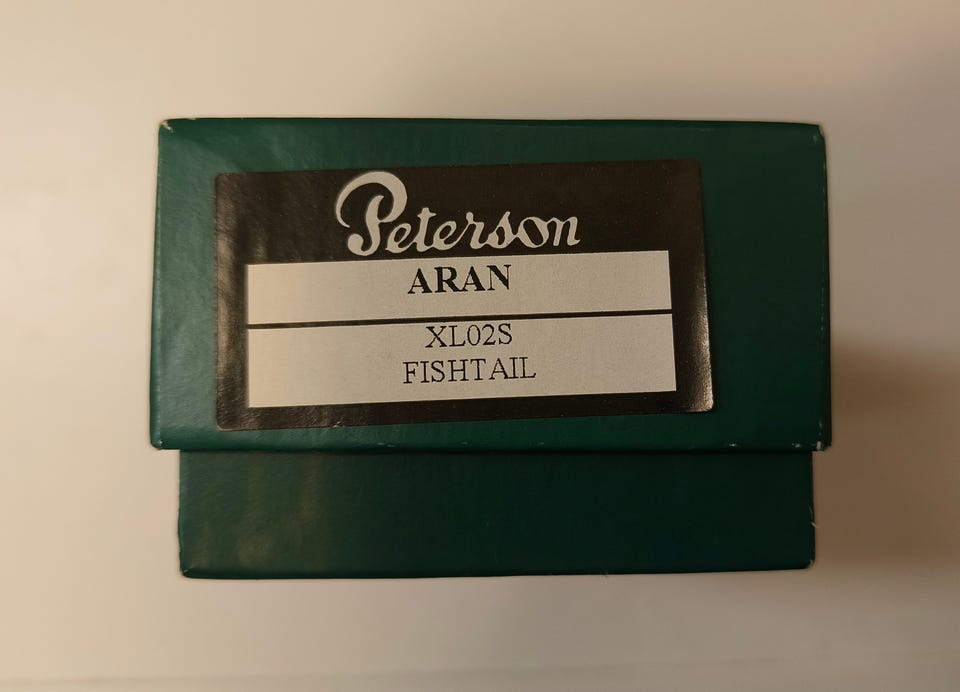 Peterson
ARAN
XL02S
FISHTAIL